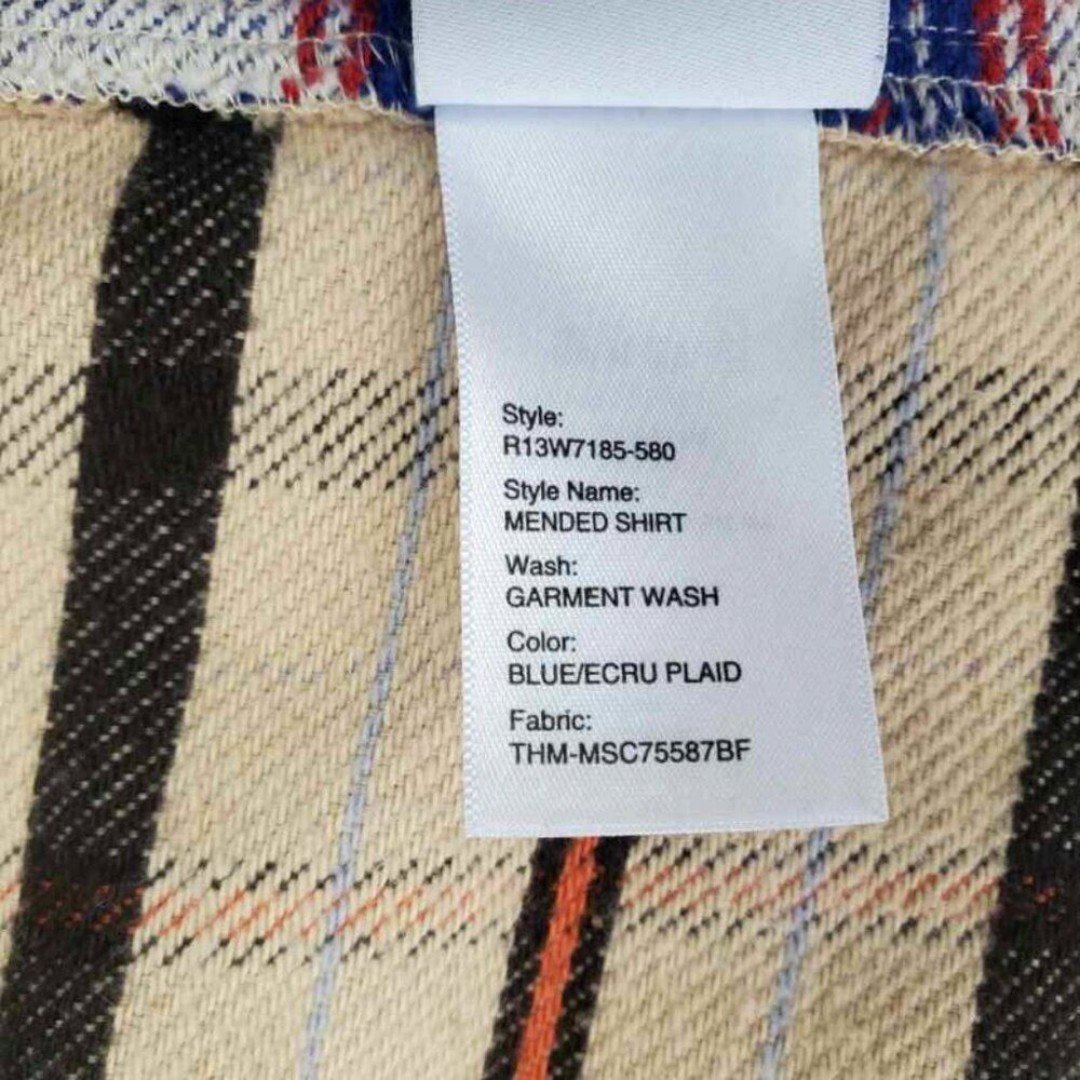 Style:
R13W7185-580
Style Name:
MENDED SHIRT
Wash:
GARMENT WASH
Color:
BLUE/ECRU PLAID
Fabric:
THM-MSC75587BF